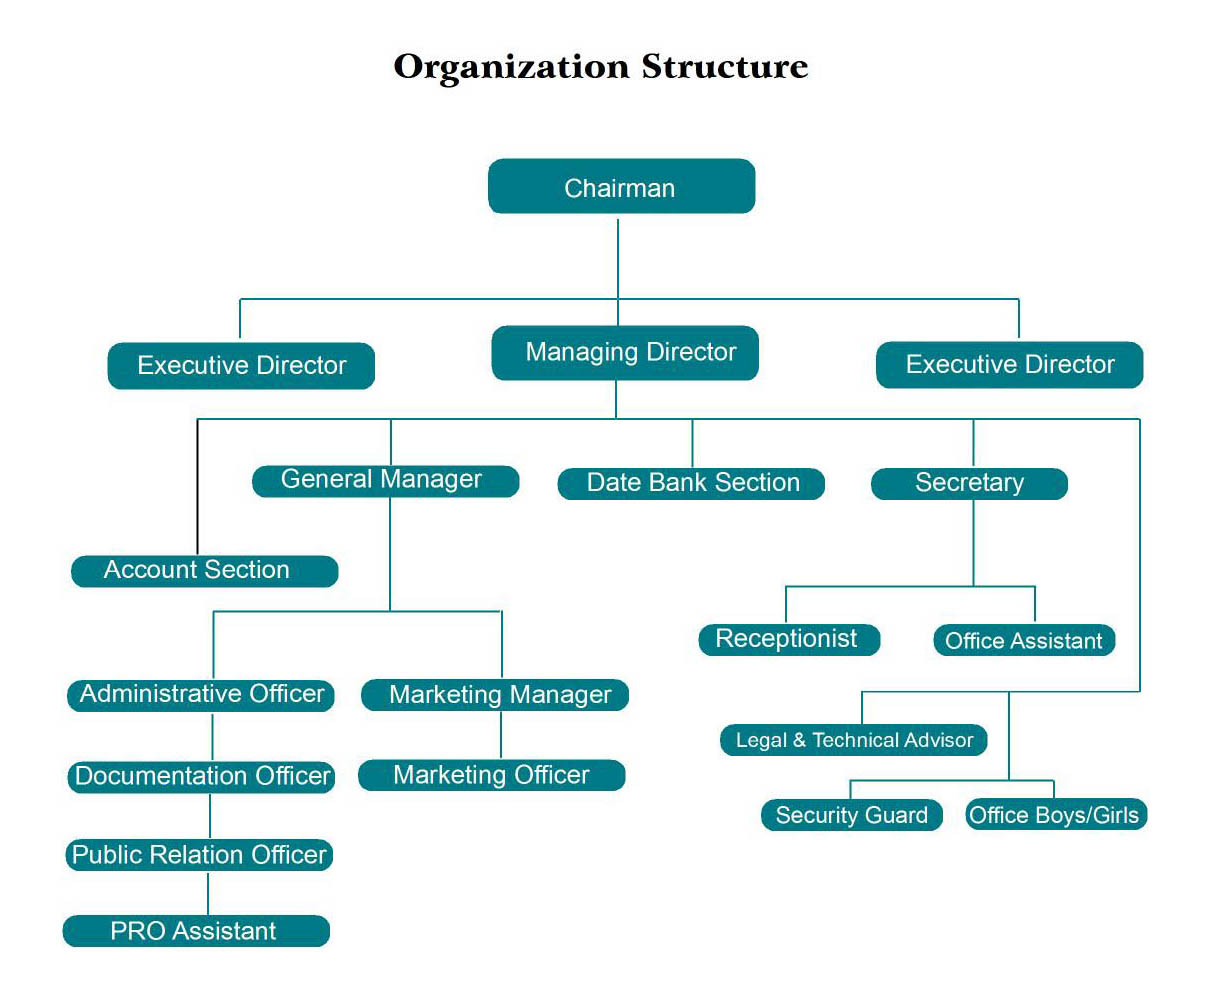 Organization Structure
Chairman
Executive Director
Managing Director
Executive Director
General Manager
Date Bank Section
Secretary
Account Section
Receptionist
Office Assistant
Administrative Officer
Marketing Manager
Legal & Technical Advisor
Documentation Officer
Marketing Officer
Security Guard
Office Boys/Girls
Public Relation Officer
PRO Assistant